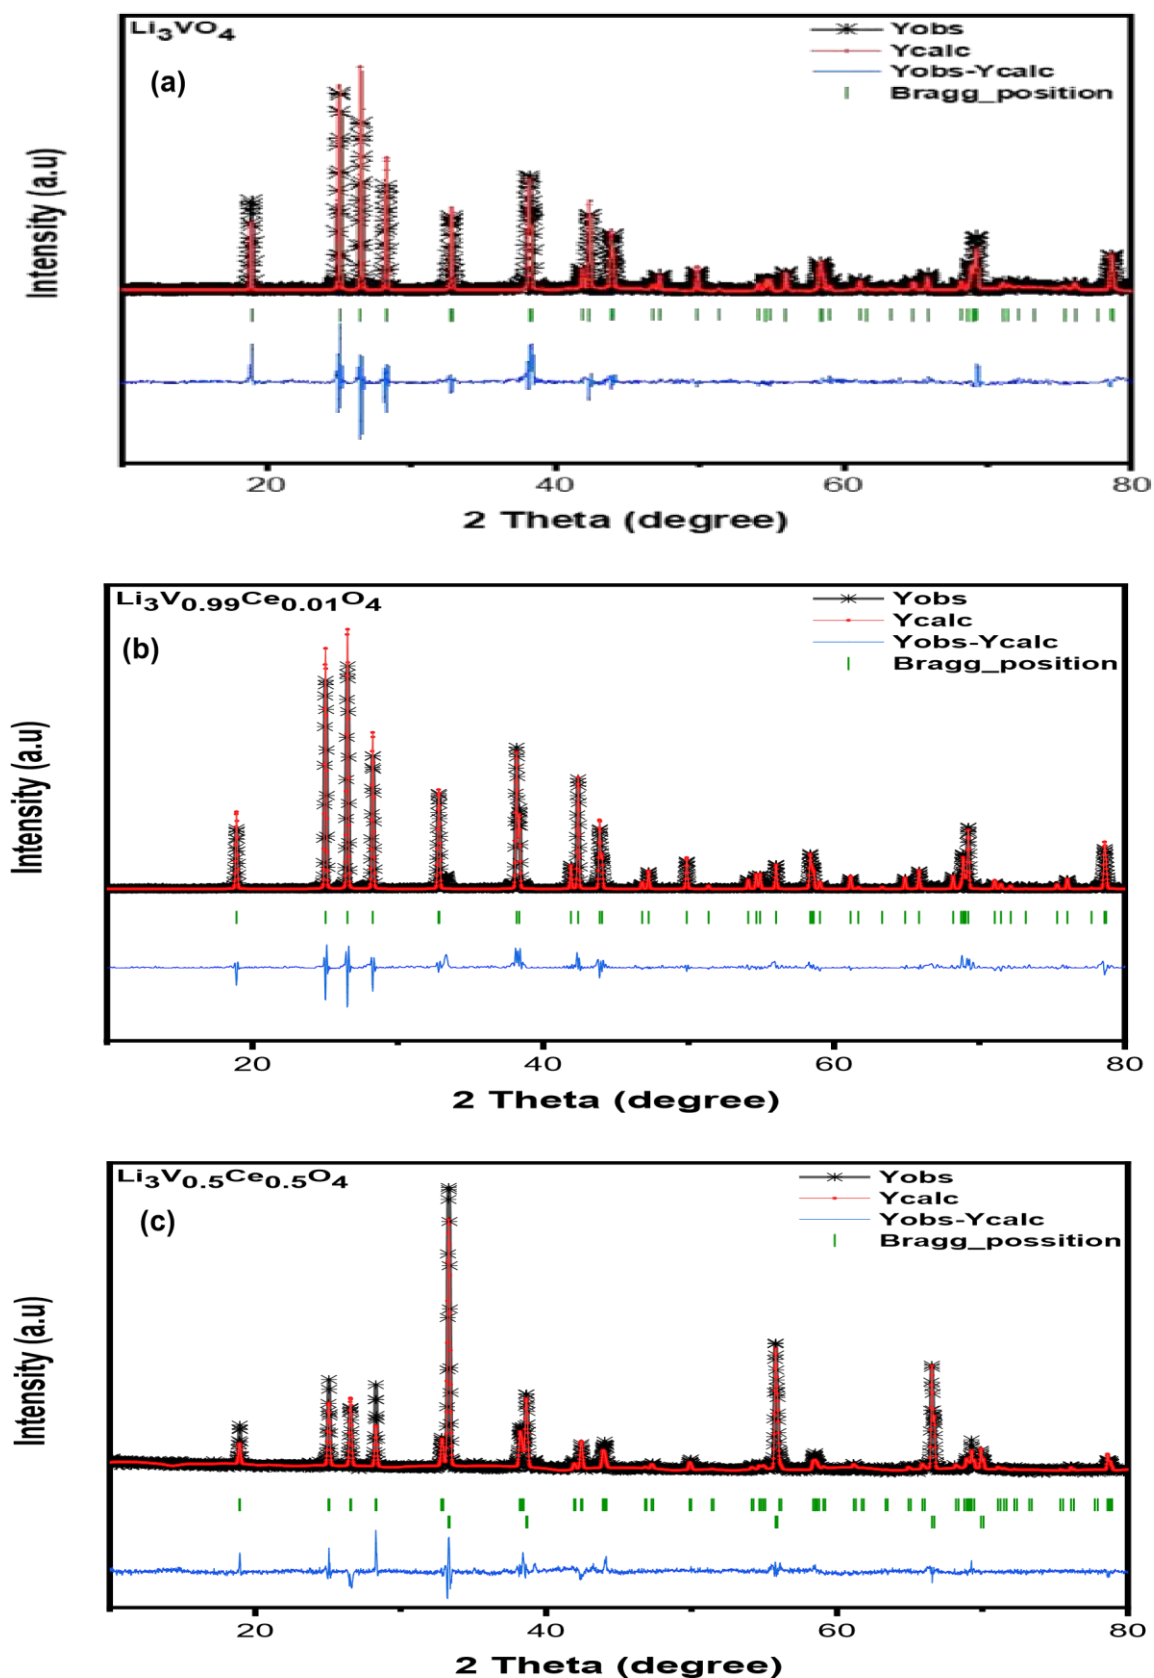 Li₃VO₄
Yobs
Ycalc
Yobs-Ycalc
Bragg_position
(a)
Intensity (a.u)
20 40 60 80
2 Theta (degree)
Li₃V₀.₉₉Ce₀.₀₁O₄
Yobs
Ycalc
Yobs-Ycalc
Bragg_position
(b)
Intensity (a.u)
20 40 60 80
2 Theta (degree)
Li₃V₀.₅Ce₀.₅O₄
Yobs
Ycalc
Yobs-Ycalc
Bragg_possition
(c)
Intensity (a.u)
20 40 60 80
2 Theta (degree)